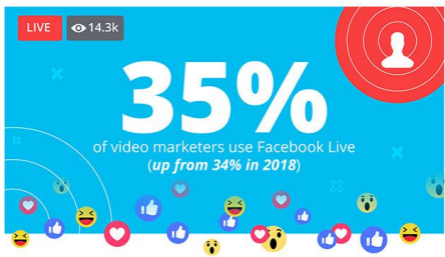 LIVE 14.3k
35%
of video marketers use Facebook Live
(up from 34% in 2018)